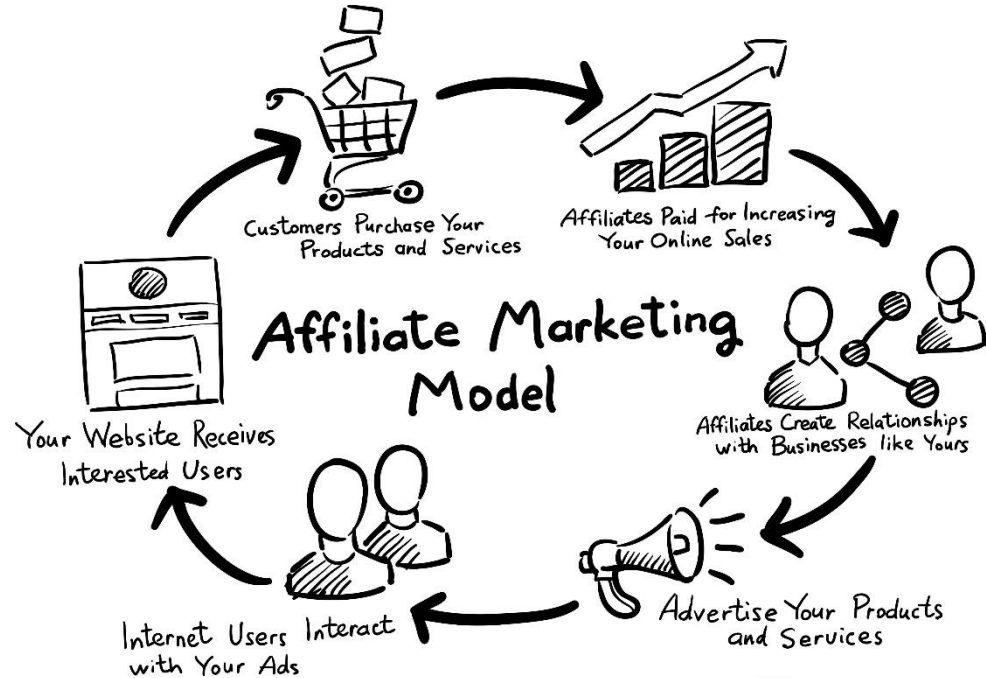 Customers Purchase Your
Products and Services
Affiliates Paid for Increasing
Your Online Sales
Affiliate Marketing
Model
Affiliates Create Relationships
with Businesses like Yours
Your Website Receives
Interested Users
Advertise Your Products
and Services
Internet Users Interact
with Your Ads